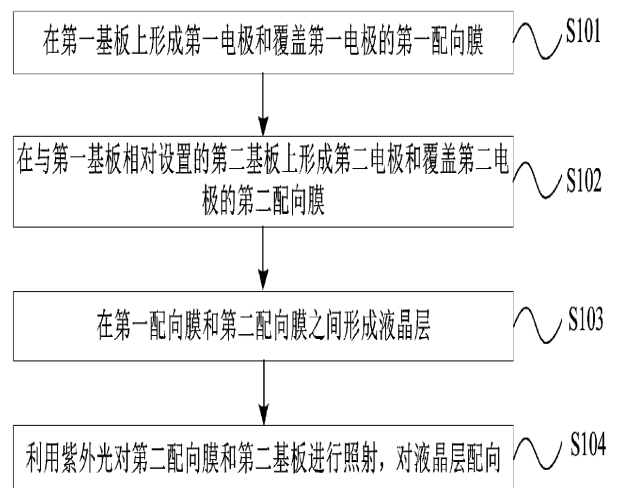 在第一基板上形成第一电极和覆盖第一电极的第一配向膜
S101
在与第一基板相对设置的第二基板上形成第二电极和覆盖第二电
极的第二配向膜
S102
在第一配向膜和第二配向膜之间形成液晶层
S103
利用紫外光对第二配向膜和第二基板进行照射，对液晶层配向
S104